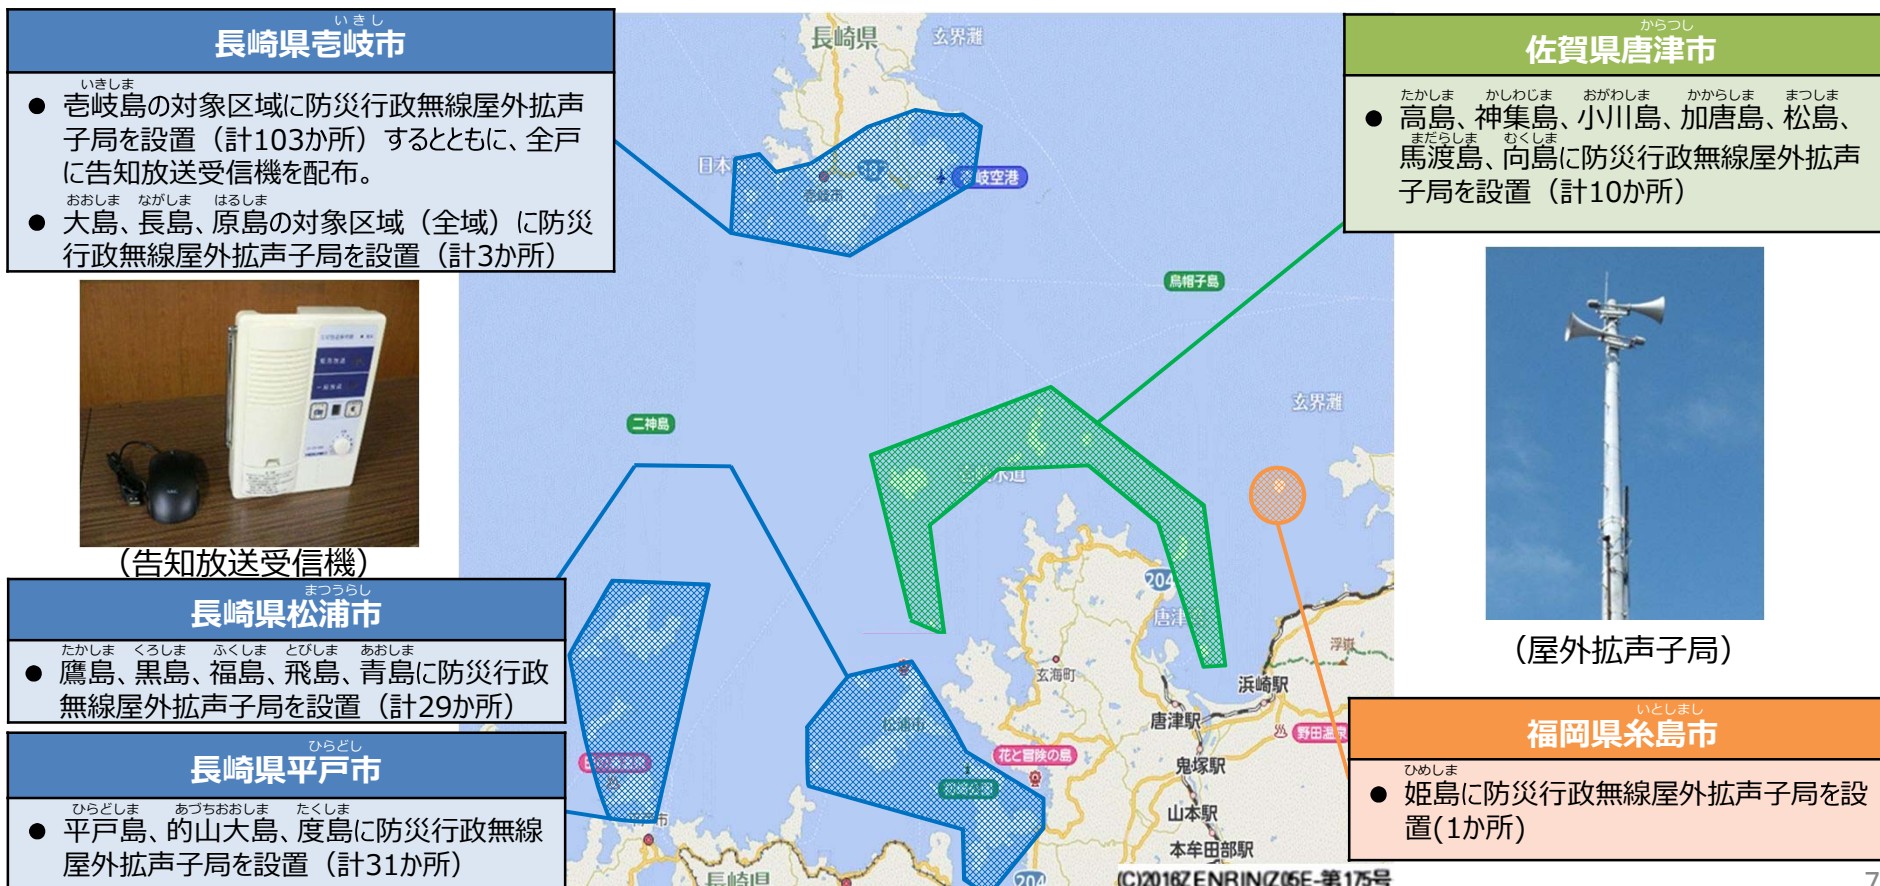 いきし
長崎県壱岐市
いきしま
● 壱岐島の対象区域に防災行政無線屋外拡声
子局を設置（計103か所）するとともに、全戸
に告知放送受信機を配布。
おおしま ながしま はるしま
● 大島、長島、原島の対象区域（全域）に防災
行政無線屋外拡声子局を設置（計3か所）
（告知放送受信機）
まつうらし
長崎県松浦市
たかしま くろしま ふくしま とびしま あおしま
● 鷹島、黒島、福島、飛島、青島に防災行政
無線屋外拡声子局を設置（計29か所）
ひらどし
長崎県平戸市
ひらどしま あづちおおしま たくしま
● 平戸島、的山大島、度島に防災行政無線
屋外拡声子局を設置（計31か所）
長崎県
玄界灘
日本
壱岐市
岐空港
烏帽子島
二神島
玄界灘
水道
204
唐津
浮嶽
玄海町
浜崎駅
唐津駅
野田温泉
松浦市
花と冒険の島
鬼塚駅
山本駅
市
本牟田部駅
長崎県
204
(C)2016ZENRIN(Z05E-第175号
からつし
佐賀県唐津市
たかしま かしわじま おがわしま かからしま まつしま
● 高島、神集島、小川島、加唐島、松島、
まだらしま むくしま
馬渡島、向島に防災行政無線屋外拡声
子局を設置（計10か所）
（屋外拡声子局）
いとしまし
福岡県糸島市
ひめしま
● 姫島に防災行政無線屋外拡声子局を設
置(1か所)
7